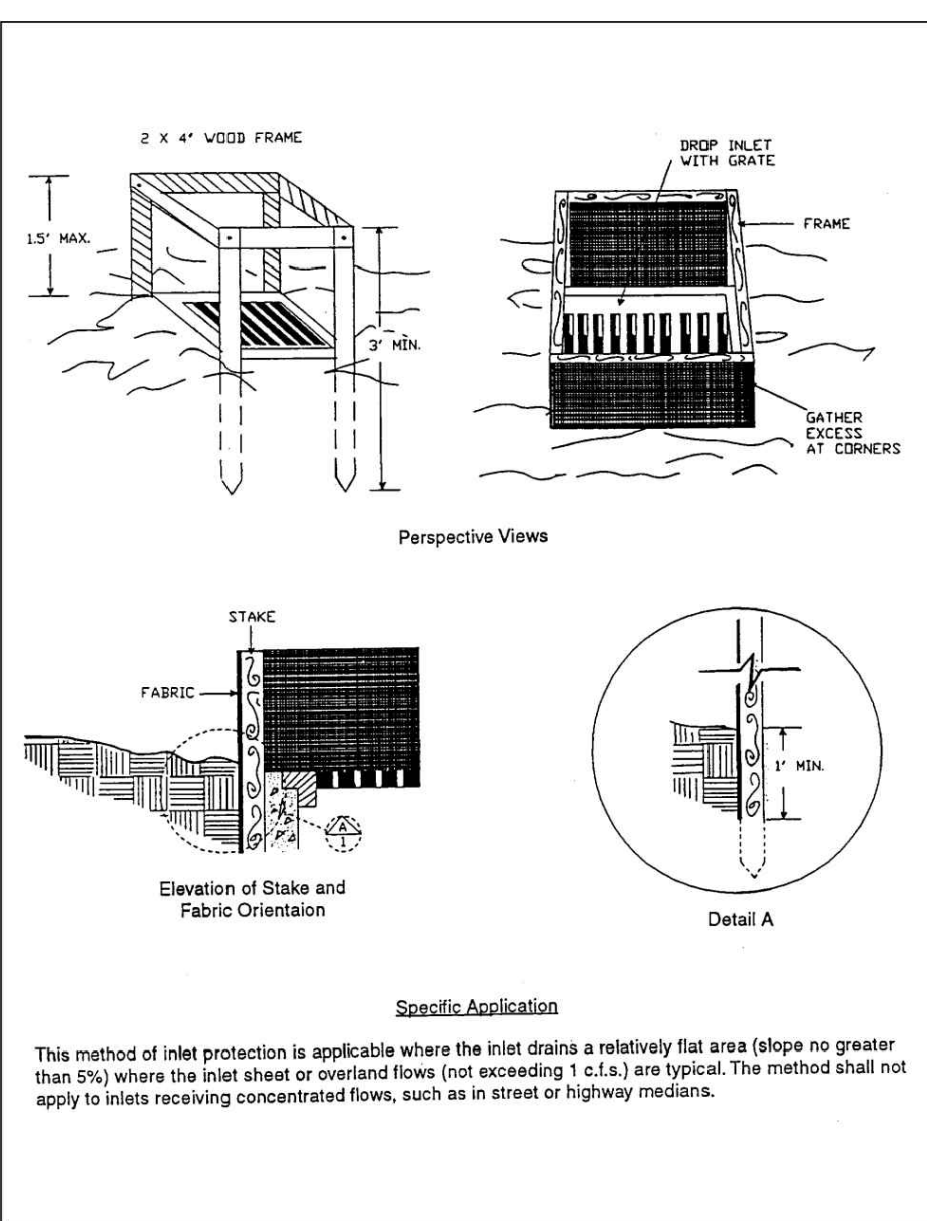 2 X 4' WOOD FRAME
1.5' MAX.
3' MIN.
DROP INLET
WITH GRATE
FRAME
GATHER
EXCESS
AT CORNERS
Perspective Views
STAKE
FABRIC
A
1
Elevation of Stake and
Fabric Orientaion
1' MIN.
Detail A
Specific Application
This method of inlet protection is applicable where the inlet drains a relatively flat area (slope no greater
than 5%) where the inlet sheet or overland flows (not exceeding 1 c.f.s.) are typical. The method shall not
apply to inlets receiving concentrated flows, such as in street or highway medians.